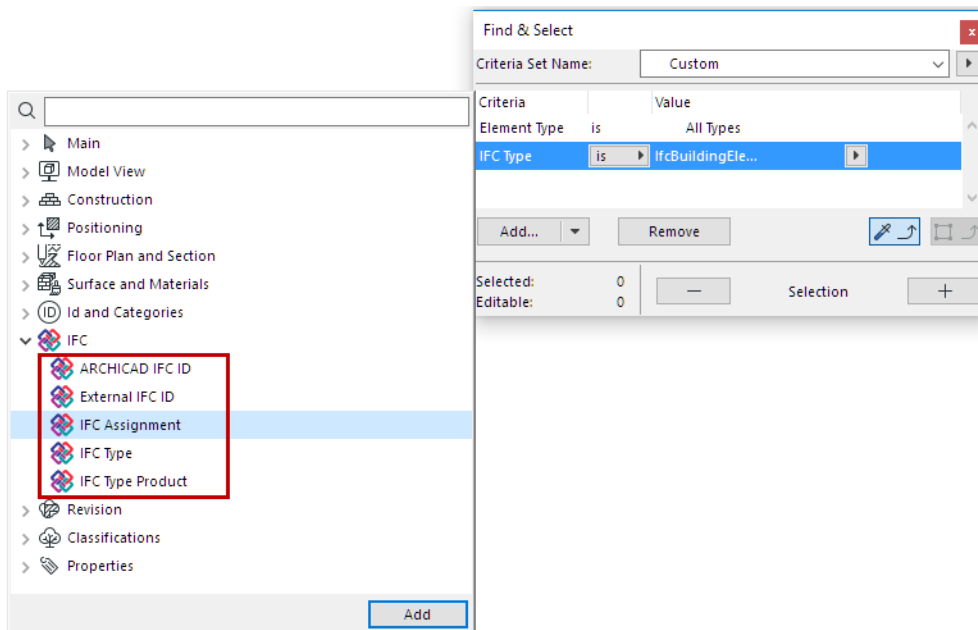 Find & Select
x
Criteria Set Name: Custom
Criteria Value
Element Type is All Types
IFC Type is IfcBuildingEle...
Add... Remove
Selected: 0
Editable: 0
Selection
Main
Model View
Construction
Positioning
Floor Plan and Section
Surface and Materials
ID Id and Categories
IFC
ARCHICAD IFC ID
External IFC ID
IFC Assignment
IFC Type
IFC Type Product
Revision
Classifications
Properties
Add